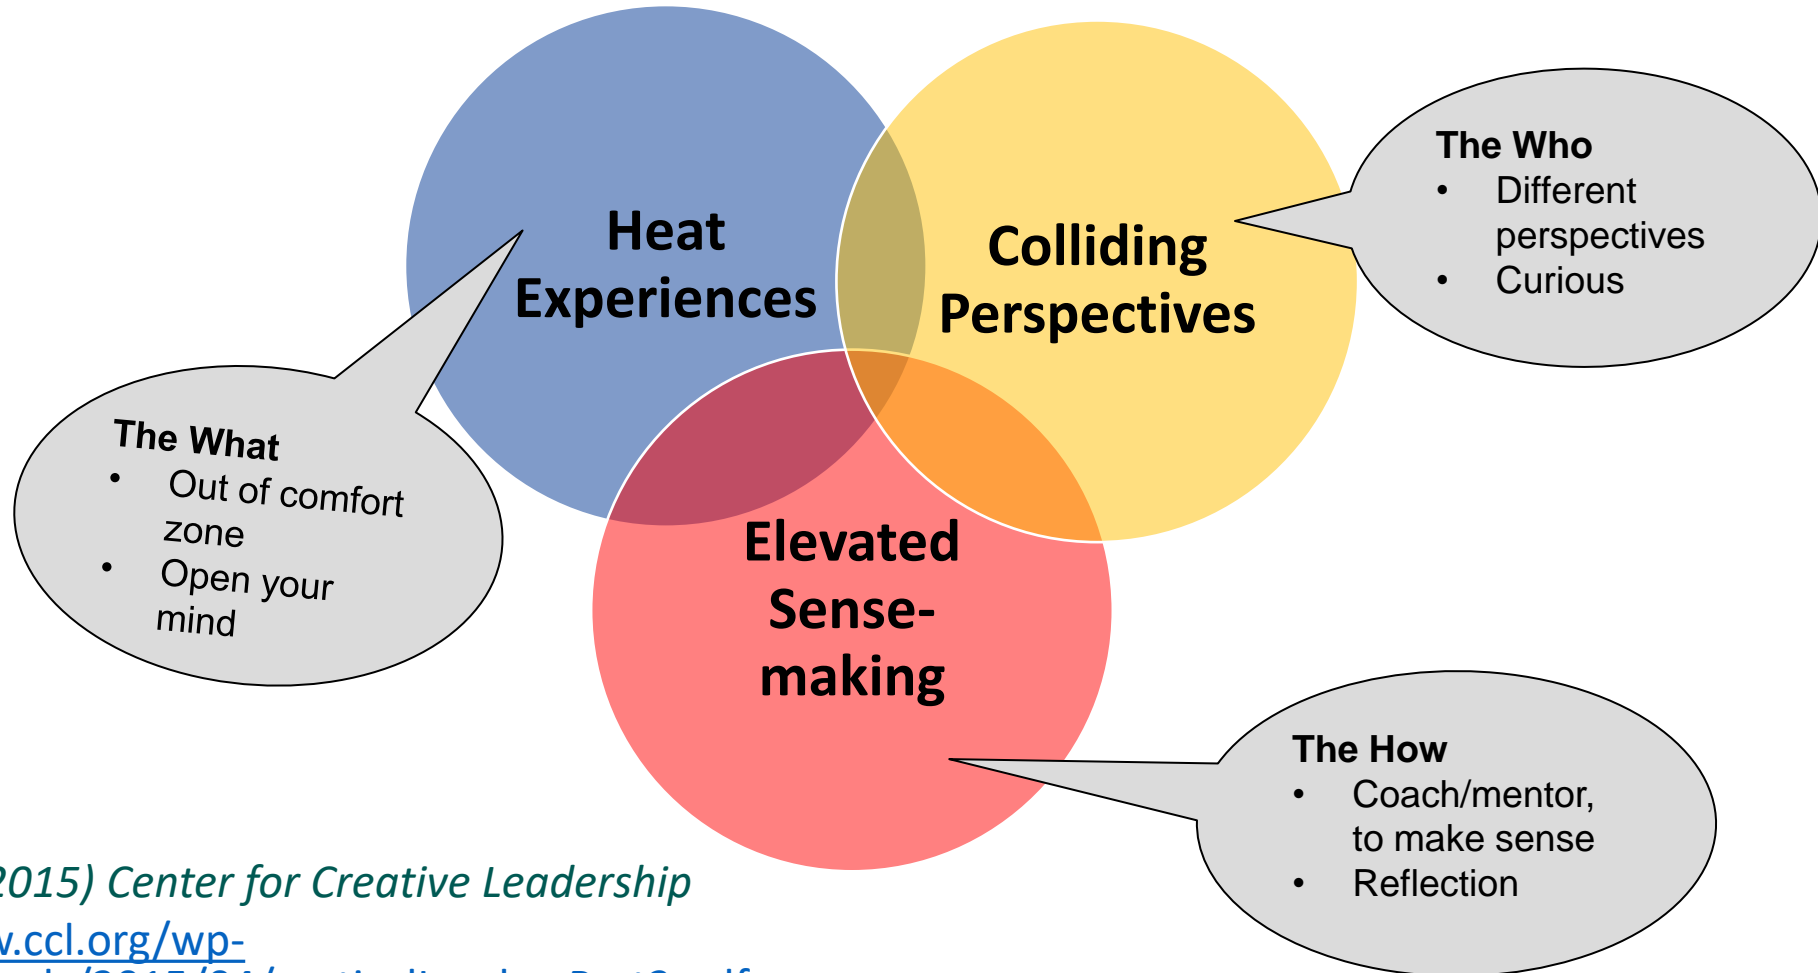 Heat
Experiences
Colliding
Perspectives
The Who
• Different
perspectives
• Curious
The What
• Out of comfort
zone
• Open your
mind
Elevated
Sense-
making
The How
• Coach/mentor,
to make sense
• Reflection
2015) Center for Creative Leadership
.ccl.org/wp-